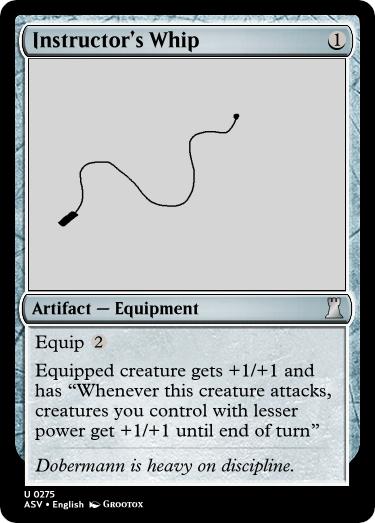 Instructor's Whip 1
Artifact — Equipment
Equip 2
Equipped creature gets +1/+1 and
has “Whenever this creature attacks,
creatures you control with lesser
power get +1/+1 until end of turn”
Dobermann is heavy on discipline.
U 0275
ASV • English Grootox